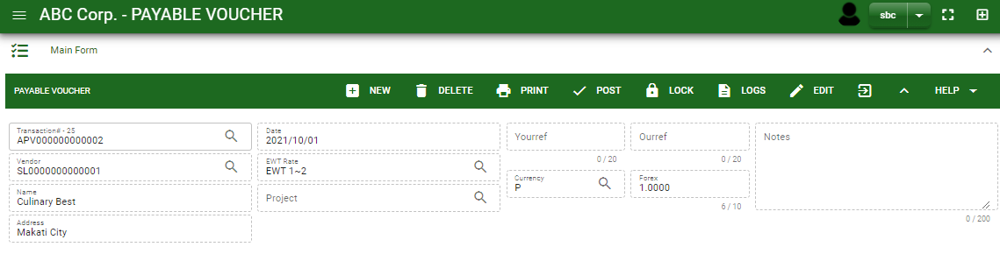 ABC Corp. - PAYABLE VOUCHER
sbc
Main Form
PAYABLE VOUCHER NEW DELETE PRINT POST LOCK LOGS EDIT HELP
Transaction# - 25
APV000000000002
Date
2021/10/01
Yourref
0 / 20
Ourref
0 / 20
Notes
0 / 200
Vendor
SL0000000000001
EWT Rate
EWT 1~2
Currency
P
Forex
1.0000
6 / 10
Name
Culinary Best
Project
Address
Makati City